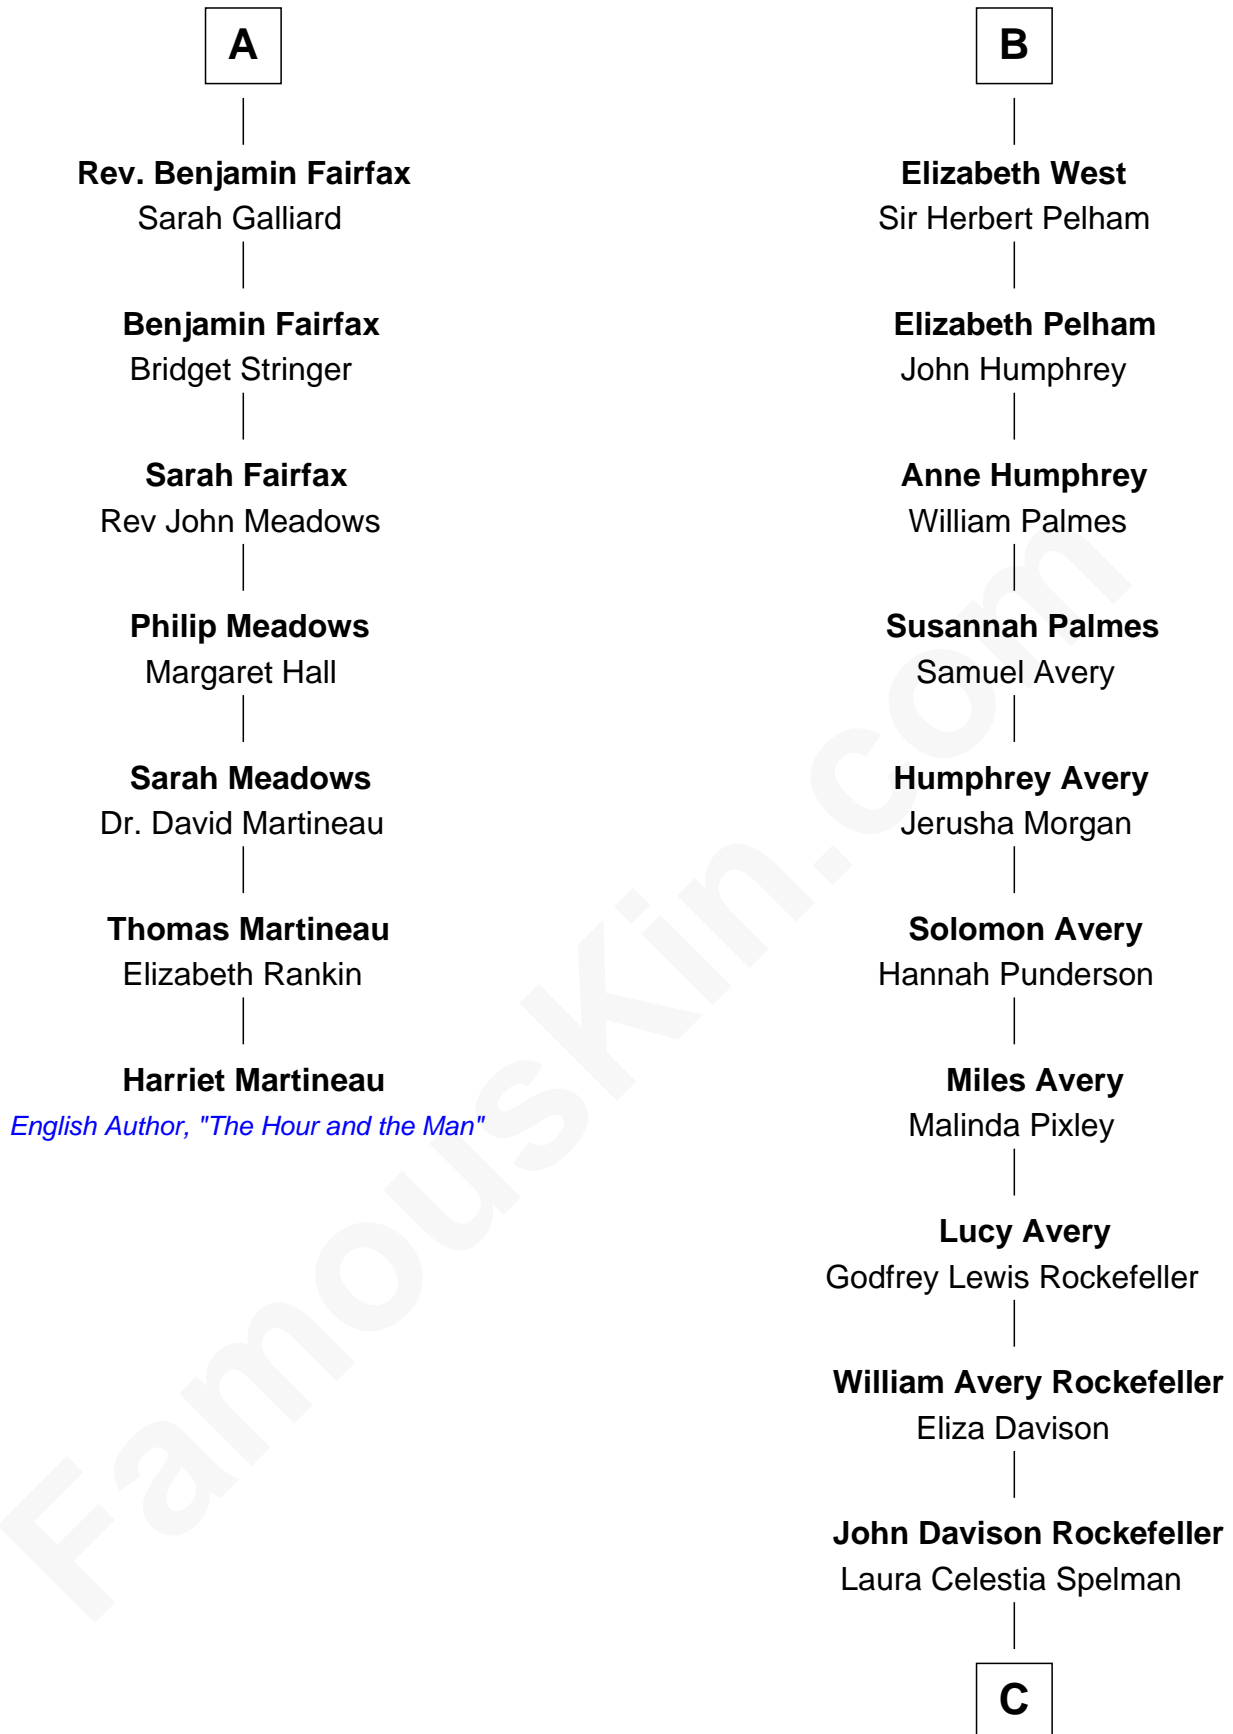 A
Rev. Benjamin Fairfax
Sarah Galliard
Benjamin Fairfax
Bridget Stringer
Sarah Fairfax
Rev John Meadows
Philip Meadows
Margaret Hall
Sarah Meadows
Dr. David Martineau
Thomas Martineau
Elizabeth Rankin
Harriet Martineau
English Author, "The Hour and the Man"
B
Elizabeth West
Sir Herbert Pelham
Elizabeth Pelham
John Humphrey
Anne Humphrey
William Palmes
Susannah Palmes
Samuel Avery
Humphrey Avery
Jerusha Morgan
Solomon Avery
Hannah Punderson
Miles Avery
Malinda Pixley
Lucy Avery
Godfrey Lewis Rockefeller
William Avery Rockefeller
Eliza Davison
John Davison Rockefeller
Laura Celestia Spelman
C
FamousKin.com